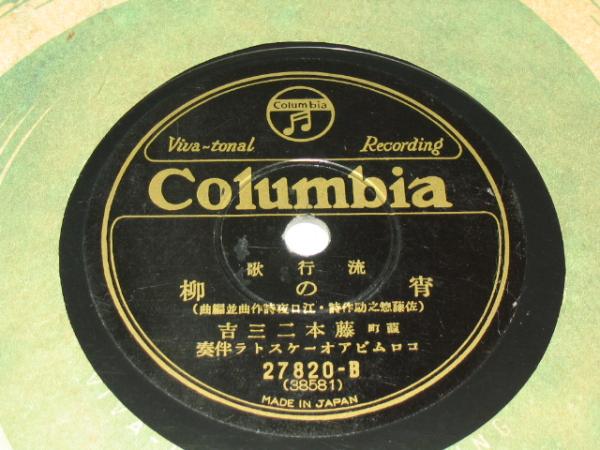 Columbia
Viva-tonal Recording
Columbia
流行歌
宵の柳
(佐藤惣之助作詩・江口夜詩作曲並編曲)
葭町 藤本二三吉
コロムビアオーケストラ伴奏
27820-B
(38581)
MADE IN JAPAN